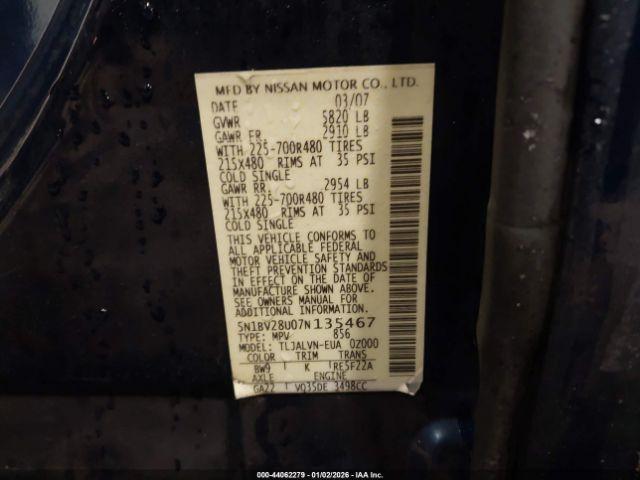 MFD BY NISSAN MOTOR CO., LTD.
DATE 03/07
GVWR 5820 LB
GAWR FR 2910 LB
WITH 225-700R480 TIRES
215X480 RIMS AT 35 PSI
COLD SINGLE
GAWR RR 2954 LB
WITH 225-700R480 TIRES
215X480 RIMS AT 35 PSI
COLD SINGLE
THIS VEHICLE CONFORMS TO
ALL APPLICABLE FEDERAL
MOTOR VEHICLE SAFETY AND
THEFT PREVENTION STANDARDS
IN EFFECT ON THE DATE OF
MANUFACTURE SHOWN ABOVE.
SEE OWNERS MANUAL FOR
ADDITIONAL INFORMATION
5N1BV28U07N135467
TYPE: MPV 856
MODEL: TLJALVN-EUA 0Z000
COLOR TRIM TRANS
BW9 K RE5F22A
AXLE ENGINE
GA22 VQ35DE 3498CC
000-44062279 | 01/02/2026 | IAA Inc.